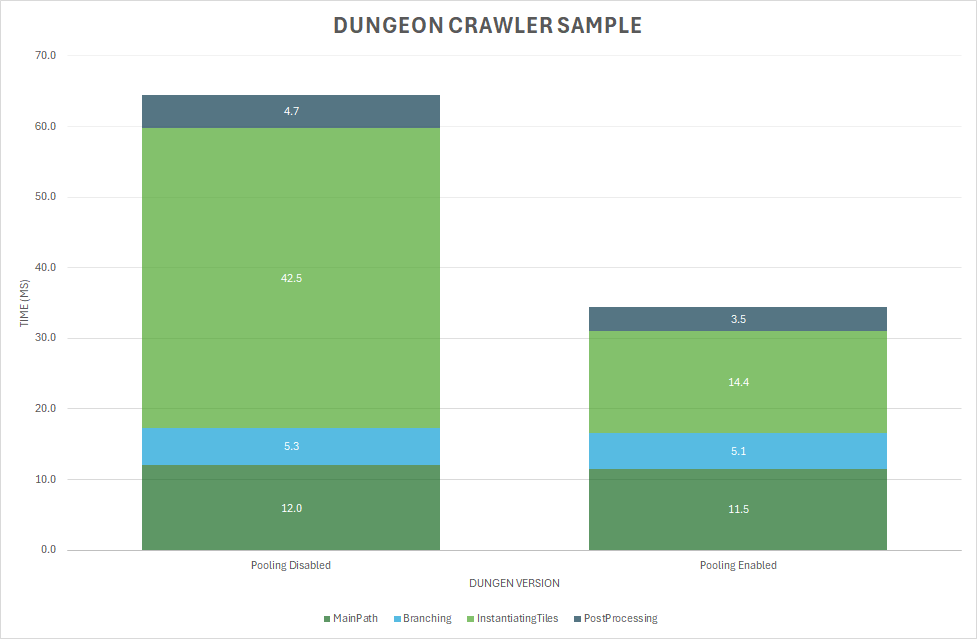 DUNGEON CRAWLER SAMPLE
70.0
60.0
50.0
40.0
30.0
20.0
10.0
0.0
TIME (MS)
4.7
42.5
5.3
12.0
3.5
14.4
5.1
11.5
Pooling Disabled
Pooling Enabled
DUNGEN VERSION
MainPath Branching InstantiatingTiles PostProcessing